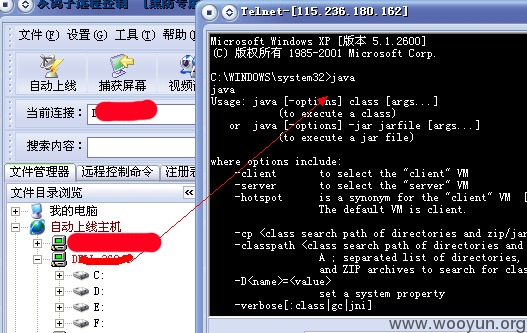 灰鸽子远程控制 [黑防专
文件(F) 设置(G) 工具(T) 帮助(
自动上线 捕获屏幕 视频
当前连接:
搜索内容:
文件管理器 远程控制命令 注册表
文件目录浏览
我的电脑
自动上线主机
C:
D:
E:
F:
Telnet-[115.236.180.162]
Microsoft Windows XP [版本 5.1.2600]
(C) 版权所有 1985-2001 Microsoft Corp.
C:\WINDOWS\system32>java
java
Usage: java [-options] class [args...]
(to execute a class)
or java [-options] -jar jarfile [args...]
(to execute a jar file)
where options include:
-client to select the "client" VM
-server to select the "server" VM
-hotspot is a synonym for the "client" VM [
The default VM is client.
-cp <class search path of directories and zip/jar
-classpath <class search path of directories and
A ; separated list of directories,
and ZIP archives to search for clas
-D<name>=<value>
set a system property
-verbose[:class|gc|jni]
www.wooyun.org